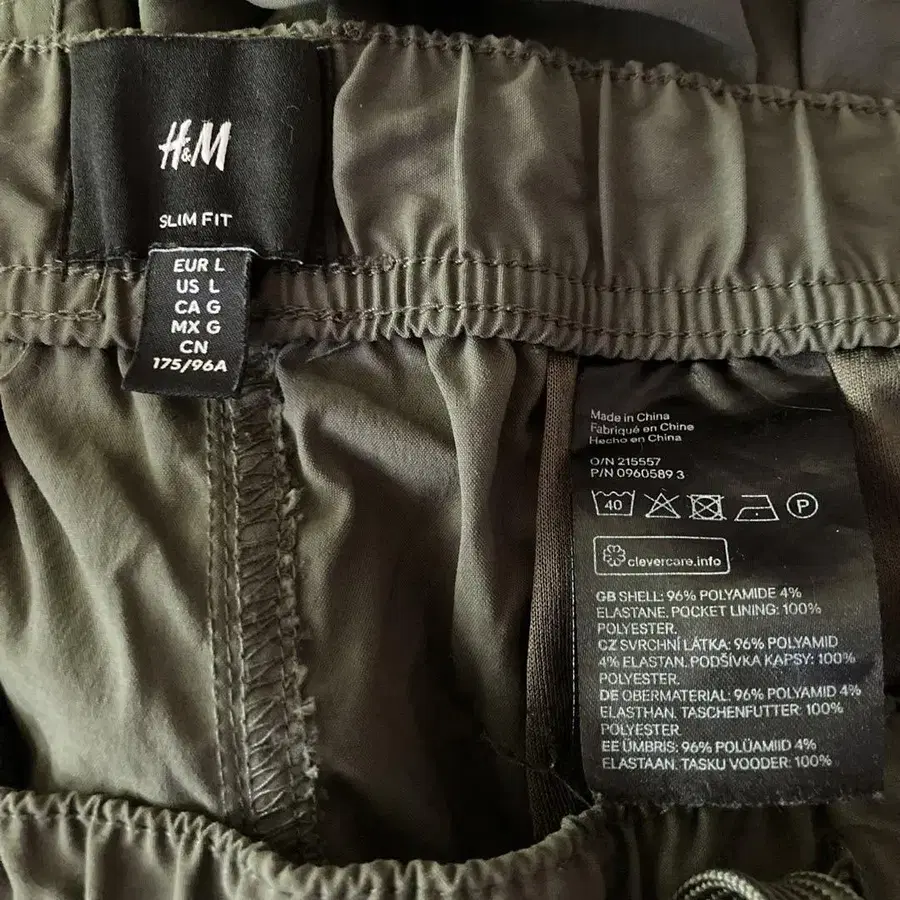 H&M
SLIM FIT
EUR L
US L
CA G
MX G
CN
175/96A
Made in China
Fabriqué en Chine
Hecho en China
O/N 215557
P/N 0960589 3
40
P
clevercare.info
GB SHELL: 96% POLYAMIDE 4%
ELASTANE. POCKET LINING: 100%
POLYESTER.
CZ SVRCHNÍ LÁTKA: 96% POLYAMID
4% ELASTAN. PODŠÍVKA KAPSY: 100%
POLYESTER.
DE OBERMATERIAL: 96% POLYAMID 4%
ELASTHAN. TASCHENFUTTER: 100%
POLYESTER
EE ÜMBRIS: 96% POLÜAMIID 4%
ELASTAAN. TASKU VOODER: 100%